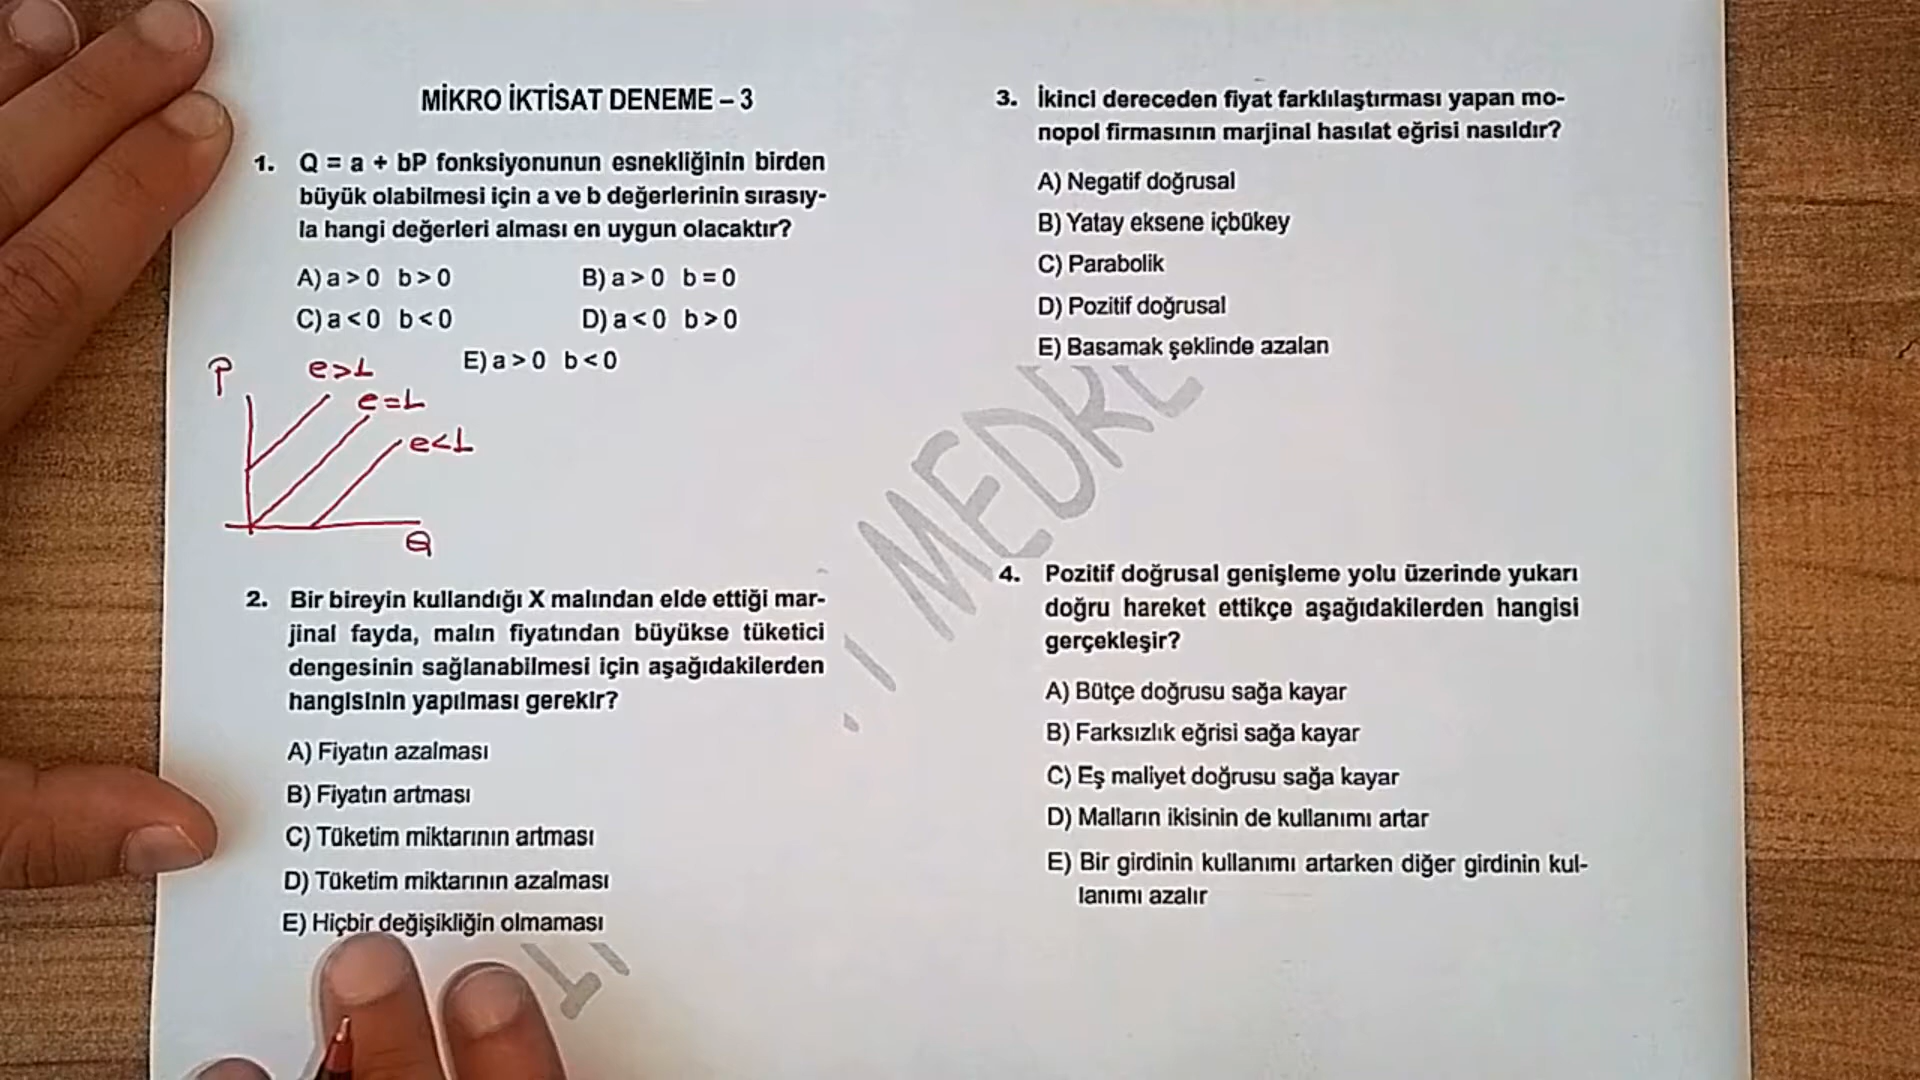 MİKRO İKTİSAT DENEME – 3
1. Q = a + bP fonksiyonunun esnekliğinin birden
büyük olabilmesi için a ve b değerlerinin sırasıy-
la hangi değerleri alması en uygun olacaktır?
A) a > 0 b > 0
B) a > 0 b = 0
C) a < 0 b < 0
D) a < 0 b > 0
E) a > 0 b < 0
P
e>1
e=1
e<1
Q
2. Bir bireyin kullandığı X malından elde ettiği mar-
jinal fayda, malın fiyatından büyükse tüketici
dengesinin sağlanabilmesi için aşağıdakilerden
hangisinin yapılması gerekir?
A) Fiyatın azalması
B) Fiyatın artması
C) Tüketim miktarının artması
D) Tüketim miktarının azalması
E) Hiçbir değişikliğin olmaması
3. İkinci dereceden fiyat farklılaştırması yapan mo-
nopol firmasının marjinal hasılat eğrisi nasıldır?
A) Negatif doğrusal
B) Yatay eksene içbükey
C) Parabolik
D) Pozitif doğrusal
E) Basamak şeklinde azalan
4. Pozitif doğrusal genişleme yolu üzerinde yukarı
doğru hareket ettikçe aşağıdakilerden hangisi
gerçekleşir?
A) Bütçe doğrusu sağa kayar
B) Farksızlık eğrisi sağa kayar
C) Eş maliyet doğrusu sağa kayar
D) Malların ikisinin de kullanımı artar
E) Bir girdinin kullanımı artarken diğer girdinin kul-
lanımı azalır